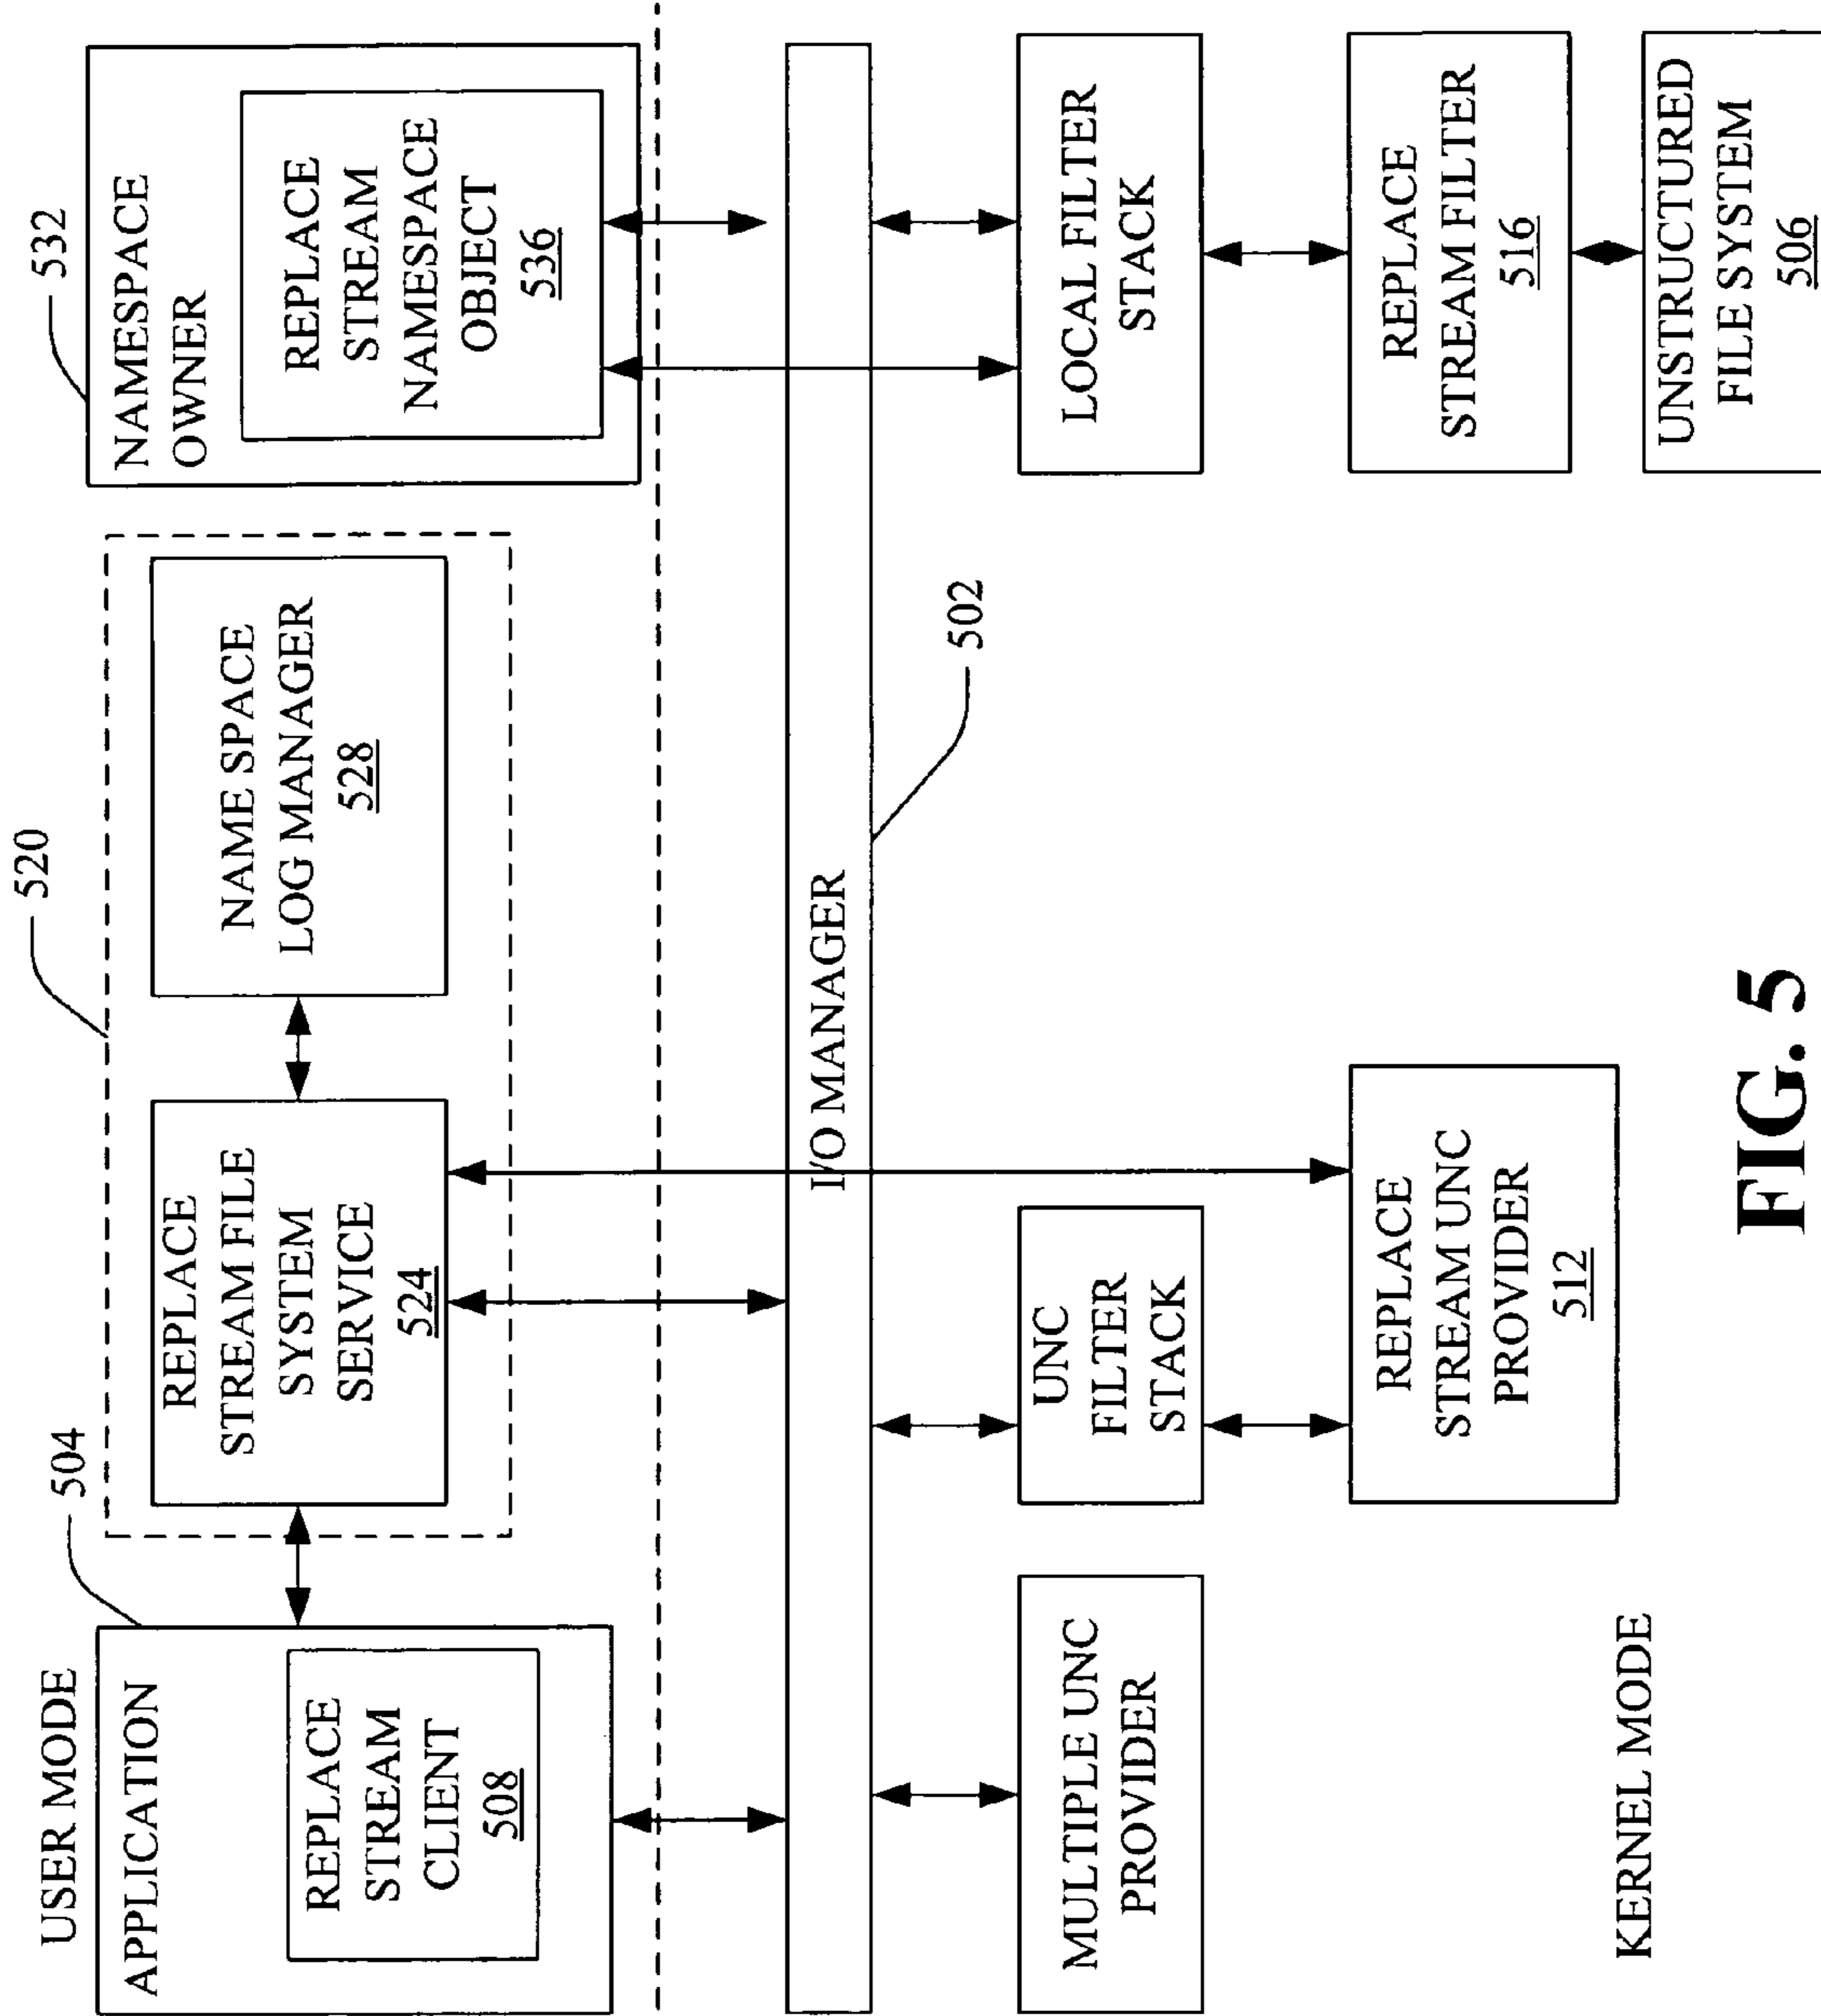 USER MODE
APPLICATION
REPLACE
STREAM
CLIENT
508
504
520
REPLACE
STREAM FILE
SYSTEM
SERVICE
524
NAME SPACE
LOG MANAGER
528
532
NAMESPACE
OWNER
REPLACE
STREAM
NAMESPACE
OBJECT
536
I/O MANAGER
502
MULTIPLE UNC
PROVIDER
UNC
FILTER
STACK
LOCAL FILTER
STACK
REPLACE
STREAM UNC
PROVIDER
512
REPLACE
STREAM FILTER
516
UNSTRUCTURED
FILE SYSTEM
506
KERNEL MODE
FIG. 5